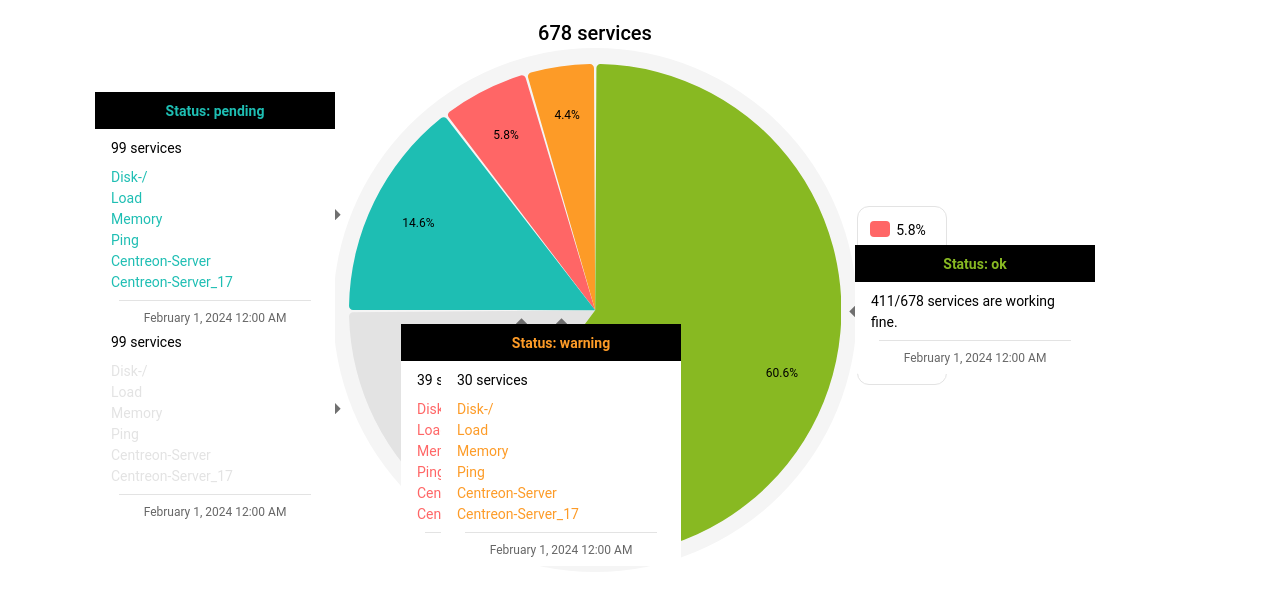 678 services
4.4%
5.8%
14.6%
60.6%
Status: pending
99 services
Disk-/
Load
Memory
Ping
Centreon-Server
Centreon-Server_17
February 1, 2024 12:00 AM
99 services
Disk-/
Load
Memory
Ping
Centreon-Server
Centreon-Server_17
February 1, 2024 12:00 AM
Status: warning
39 s
Disk
Loa
Mer
Ping
Cen
Cen
30 services
Disk-/
Load
Memory
Ping
Centreon-Server
Centreon-Server_17
February 1, 2024 12:00 AM
5.8%
Status: ok
411/678 services are working
fine.
February 1, 2024 12:00 AM